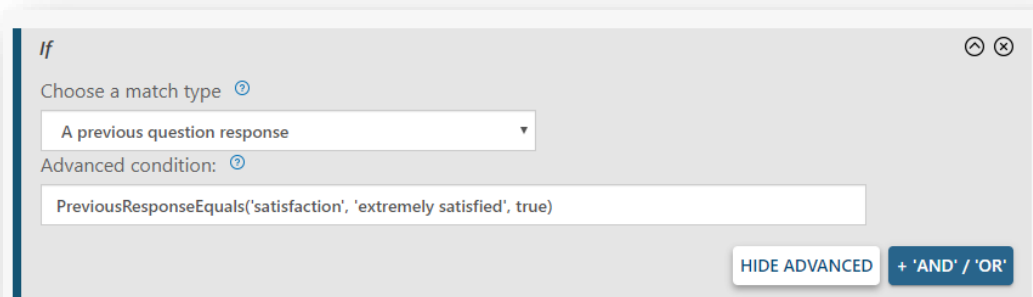 If
Choose a match type
A previous question response
Advanced condition:
PreviousResponseEquals('satisfaction', 'extremely satisfied', true)
HIDE ADVANCED
+ 'AND' / 'OR'